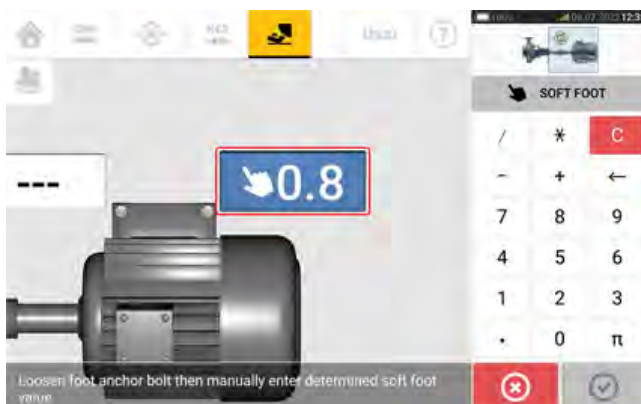 ?
SOFT FOOT
---
0.8
/ * C
- + ←
7 8 9
4 5 6
1 2 3
. 0 π
Loosen foot anchor bolt then manually enter determined soft foot
value